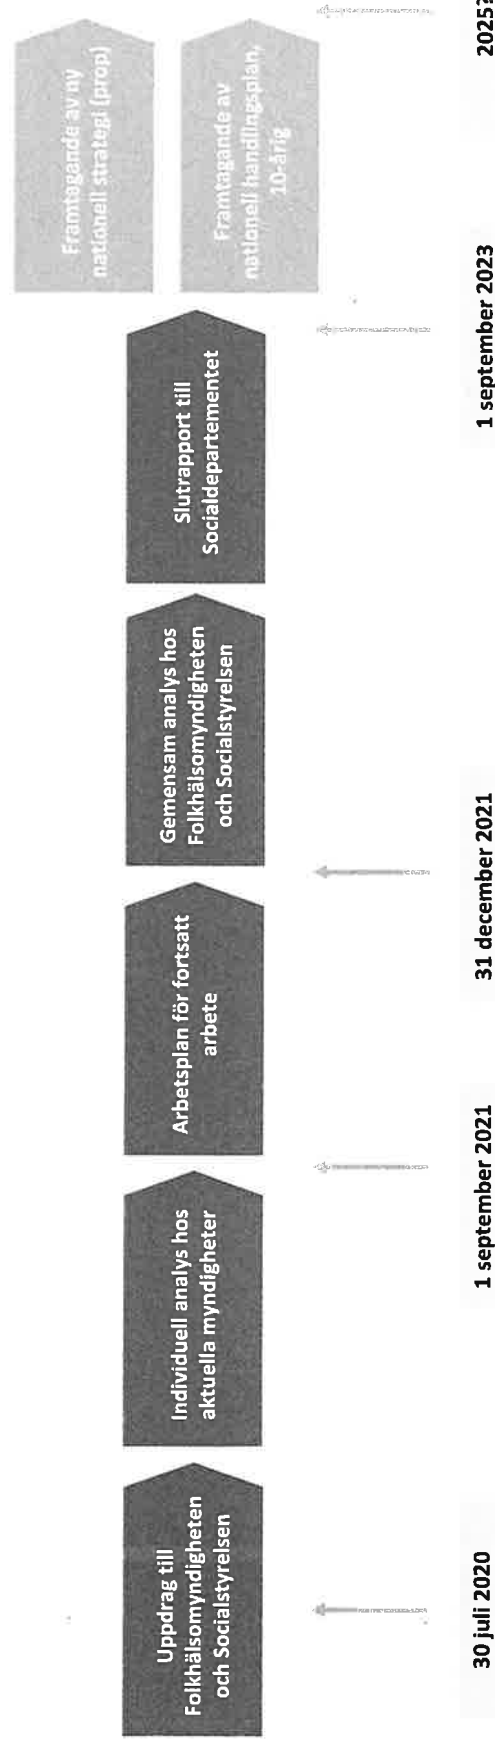 Uppdrag till
Folkhälsomyndigheten
och Socialstyrelsen
Individuell analys hos
aktuella myndigheter
Arbetsplan för fortsatt
arbete
Gemensam analys hos
Folkhälsomyndigheten
och Socialstyrelsen
Slutrapport till
Socialdepartementet
Framtagande av ny
nationell strategi (prop)
Framtagande av
nationell handlingsplan,
10-årig
30 juli 2020
1 september 2021
31 december 2021
1 september 2023
2025?